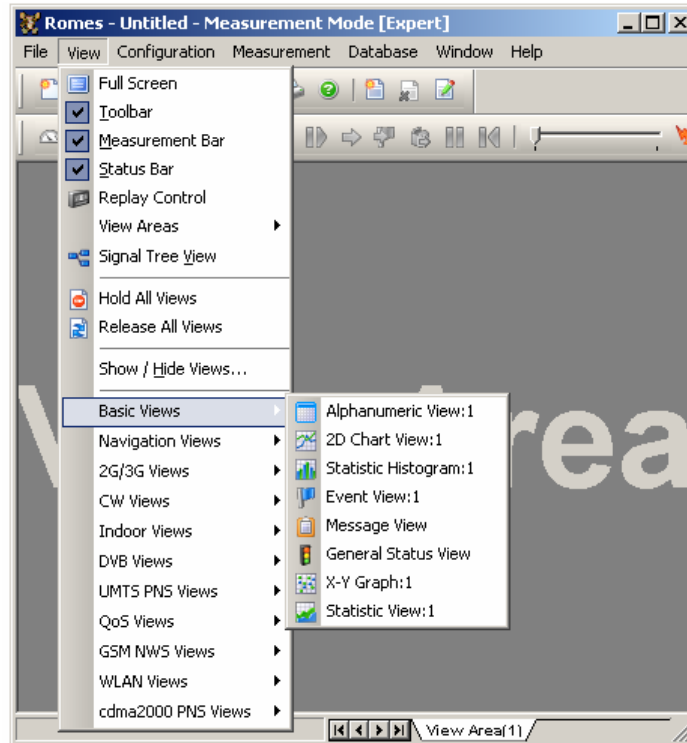 Romes - Untitled - Measurement Mode [Expert]
File View Configuration Measurement Database Window Help
Full Screen
Toolbar
Measurement Bar
Status Bar
Replay Control
View Areas
Signal Tree View
Hold All Views
Release All Views
Show / Hide Views...
Basic Views
Navigation Views
2G/3G Views
CW Views
Indoor Views
DVB Views
UMTS PNS Views
QoS Views
GSM NWS Views
WLAN Views
cdma2000 PNS Views
Alphanumeric View:1
2D Chart View:1
Statistic Histogram:1
Event View:1
Message View
General Status View
X-Y Graph:1
Statistic View:1
View Area(1)